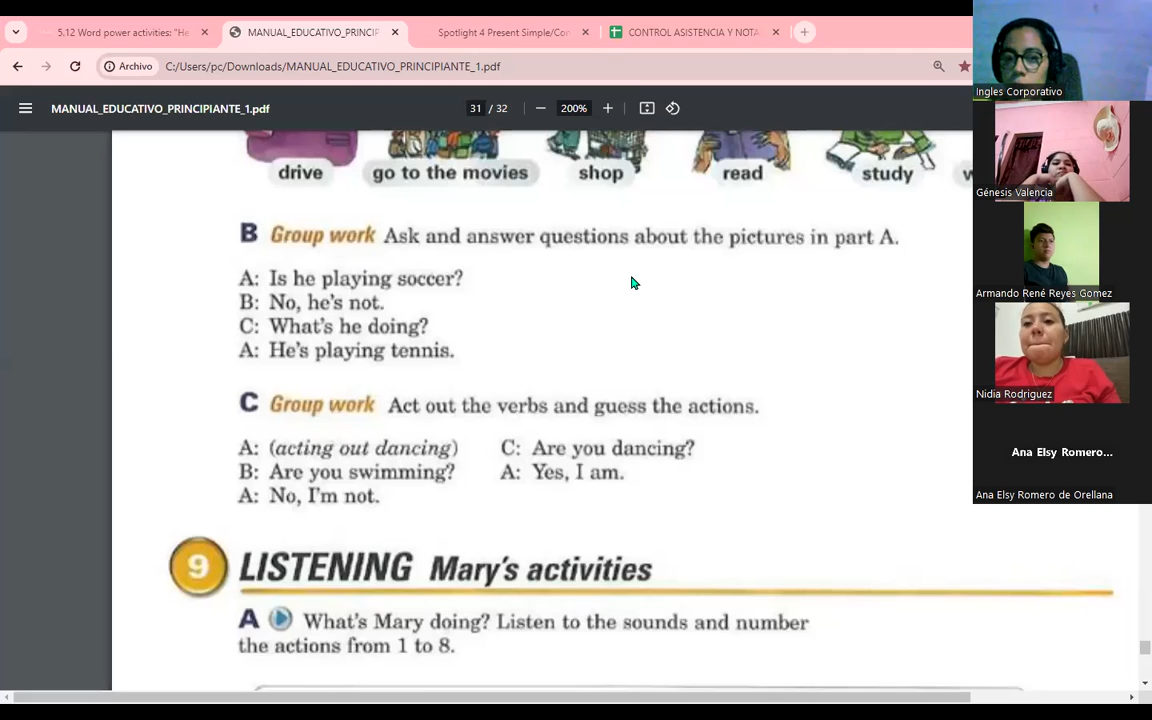 5.12 Word power activities: "He
MANUAL_EDUCATIVO_PRINCIP
Spotlight 4 Present Simple/Con
CONTROL ASISTENCIA Y NOTA
Archivo
C:/Users/pc/Downloads/MANUAL_EDUCATIVO_PRINCIPIANTE_1.pdf
MANUAL_EDUCATIVO_PRINCIPIANTE_1.pdf
31 / 32
200%
drive
go to the movies
shop
read
study
w
B Group work Ask and answer questions about the pictures in part A.
A: Is he playing soccer?
B: No, he's not.
C: What's he doing?
A: He's playing tennis.
C Group work Act out the verbs and guess the actions.
A: (acting out dancing)
B: Are you swimming?
A: No, I'm not.
C: Are you dancing?
A: Yes, I am.
9 LISTENING Mary's activities
A What's Mary doing? Listen to the sounds and number
the actions from 1 to 8.
Ingles Corporativo
Génesis Valencia
Armando René Reyes Gomez
Nidia Rodriguez
Ana Elsy Romero...
Ana Elsy Romero de Orellana